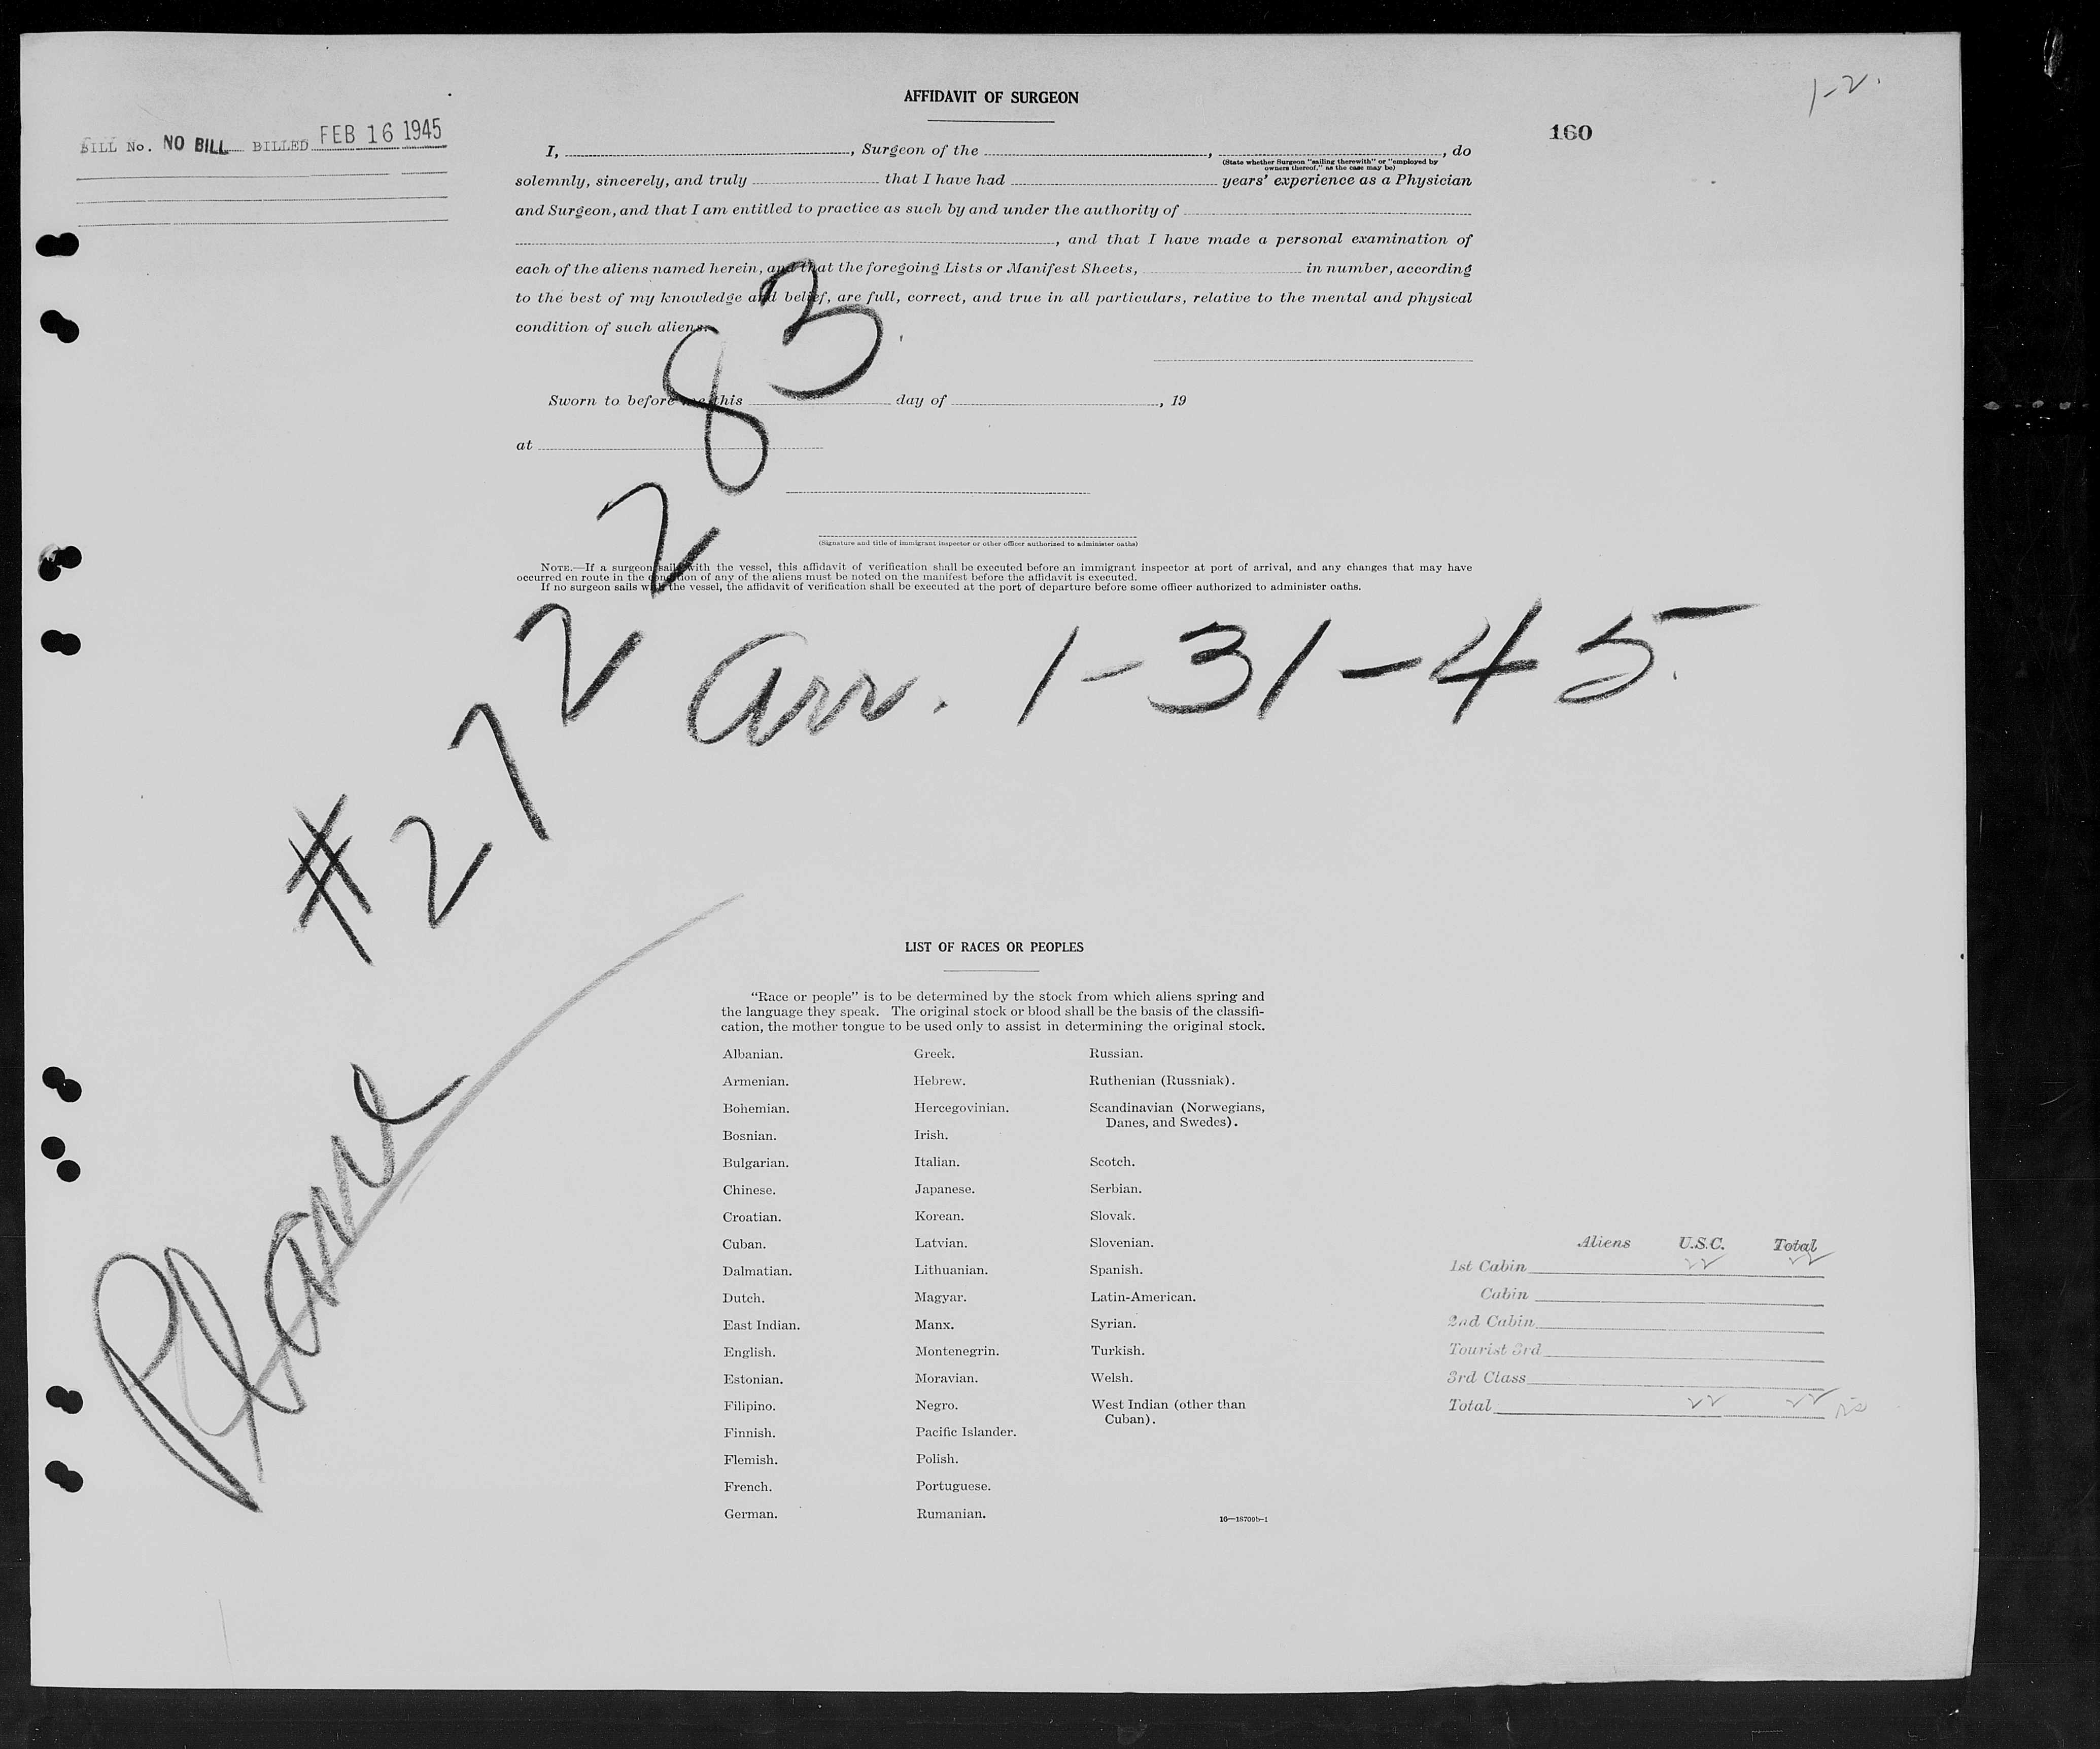 1-2.
AFFIDAVIT OF SURGEON
160
BILL No. NO BILL BILLED FEB 16 1945
I, , Surgeon of the , , do
(State whether Surgeon "sailing therewith" or "employed by
owners thereof," as the case may be)
solemnly, sincerely, and truly that I have had years' experience as a Physician
and Surgeon, and that I am entitled to practice as such by and under the authority of
, and that I have made a personal examination of
each of the aliens named herein, and that the foregoing Lists or Manifest Sheets, in number, according
to the best of my knowledge and belief, are full, correct, and true in all particulars, relative to the mental and physical
condition of such aliens.
Sworn to before me this day of , 19
at
(Signature and title of immigrant inspector or other officer authorized to administer oaths)
NOTE.—If a surgeon sails with the vessel, this affidavit of verification shall be executed before an immigrant inspector at port of arrival, and any changes that may have
occurred en route in the condition of any of the aliens must be noted on the manifest before the affidavit is executed.
If no surgeon sails with the vessel, the affidavit of verification shall be executed at the port of departure before some officer authorized to administer oaths.
#272283
arr. 1-31-45
Plane
LIST OF RACES OR PEOPLES
"Race or people" is to be determined by the stock from which aliens spring and
the language they speak. The original stock or blood shall be the basis of the classifi-
cation, the mother tongue to be used only to assist in determining the original stock.
Albanian. Greek. Russian.
Armenian. Hebrew. Ruthenian (Russniak).
Bohemian. Hercegovinian. Scandinavian (Norwegians,
Danes, and Swedes).
Bosnian. Irish.
Bulgarian. Italian. Scotch.
Chinese. Japanese. Serbian.
Croatian. Korean. Slovak.
Cuban. Latvian. Slovenian.
Dalmatian. Lithuanian. Spanish.
Dutch. Magyar. Latin-American.
East Indian. Manx. Syrian.
English. Montenegrin. Turkish.
Estonian. Moravian. Welsh.
Filipino. Negro. West Indian (other than
Cuban).
Finnish. Pacific Islander.
Flemish. Polish.
French. Portuguese.
German. Rumanian.
16—18709b-1
Aliens U.S.C. Total
1st Cabin 22 22
Cabin
2nd Cabin
Tourist 3rd
3rd Class
Total 22 22